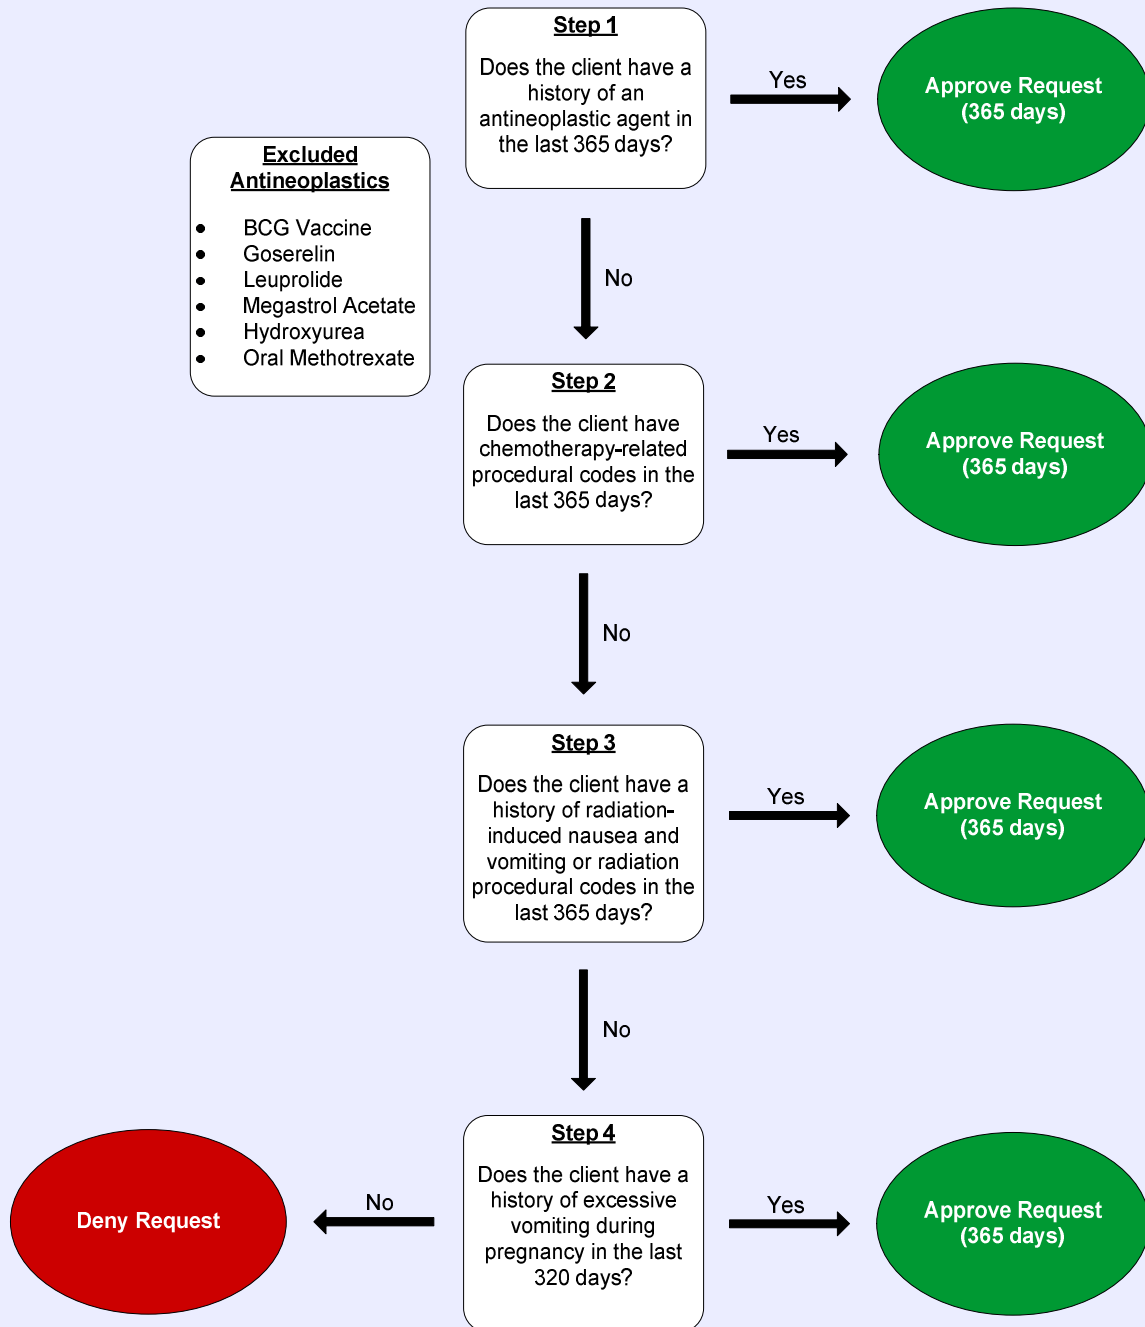 Step 1
Does the client have a
history of an
antineoplastic agent in
the last 365 days?
Yes
Approve Request
(365 days)
Excluded
Antineoplastics
• BCG Vaccine
• Goserelin
• Leuprolide
• Megastrol Acetate
• Hydroxyurea
• Oral Methotrexate
No
Step 2
Does the client have
chemotherapy-related
procedural codes in the
last 365 days?
Yes
Approve Request
(365 days)
No
Step 3
Does the client have a
history of radiation-
induced nausea and
vomiting or radiation
procedural codes in the
last 365 days?
Yes
Approve Request
(365 days)
No
Step 4
Does the client have a
history of excessive
vomiting during
pregnancy in the last
320 days?
No
Deny Request
Yes
Approve Request
(365 days)